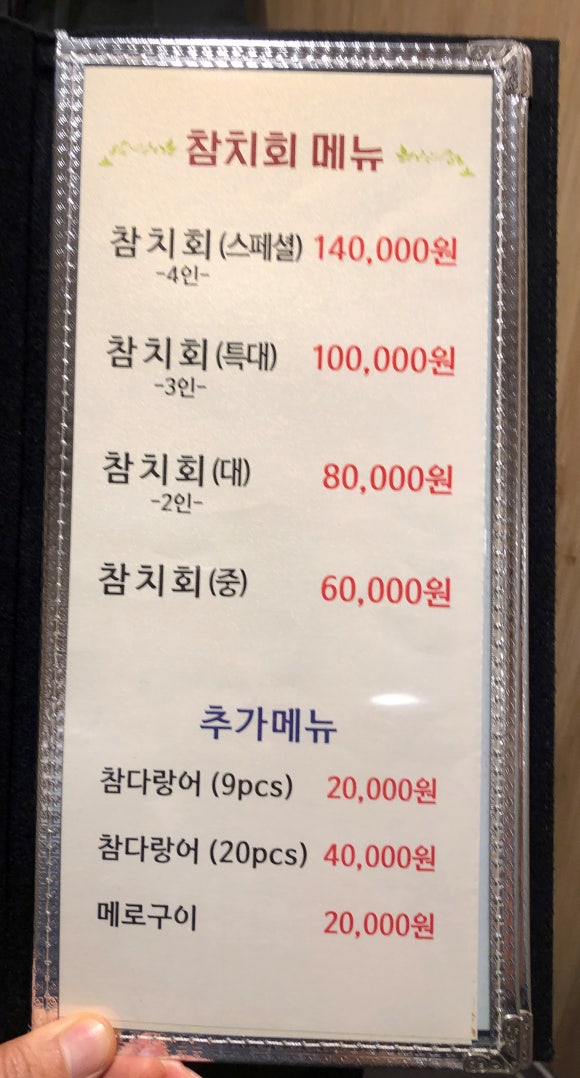 참치회 메뉴
참치회(스페셜) 140,000원
-4인-
참치회(특대) 100,000원
-3인-
참치회(대) 80,000원
-2인-
참치회(중) 60,000원
추가메뉴
참다랑어 (9pcs) 20,000원
참다랑어 (20pcs) 40,000원
메로구이 20,000원